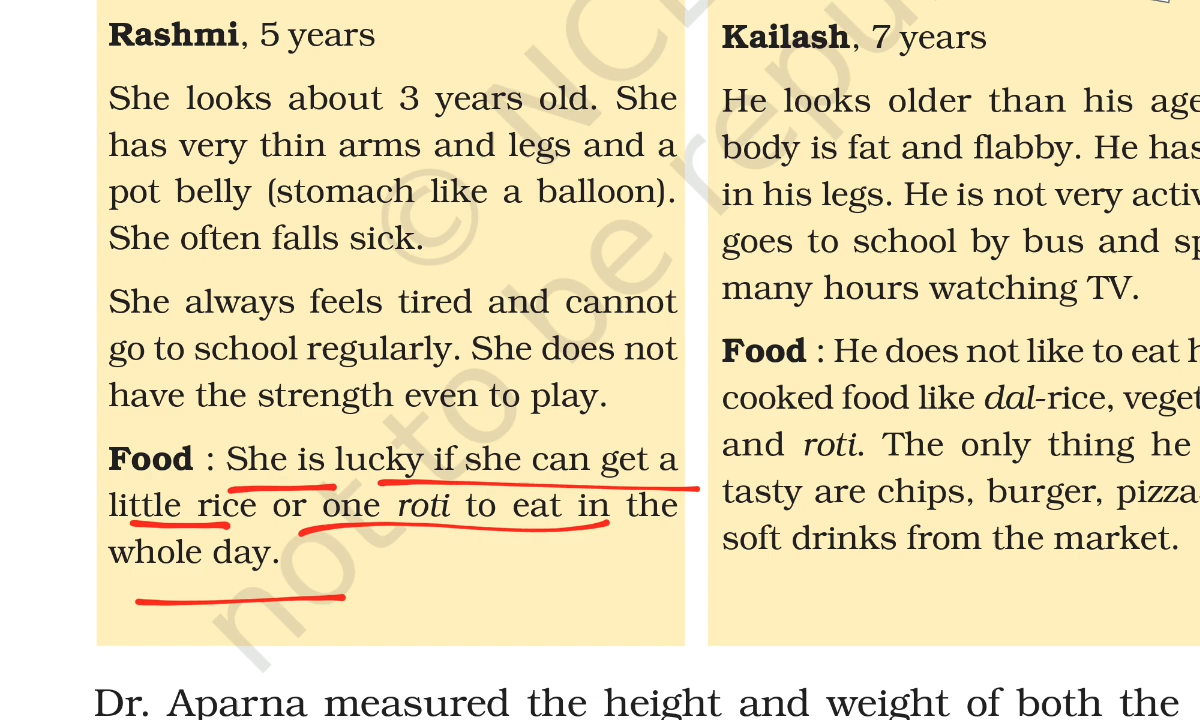 Rashmi, 5 years
She looks about 3 years old. She
has very thin arms and legs and a
pot belly (stomach like a balloon).
She often falls sick.
She always feels tired and cannot
go to school regularly. She does not
have the strength even to play.
Food : She is lucky if she can get a
little rice or one roti to eat in the
whole day.
Kailash, 7 years
He looks older than his age
body is fat and flabby. He has
in his legs. He is not very
goes to school by bus and
many hours watching TV.
Food : He does not like to eat
cooked food like dal-rice,
and roti. The only thing he
tasty are chips, burger, pizza
soft drinks from the market.
Dr. Aparna measured the height and weight of both the
© NC
not to be